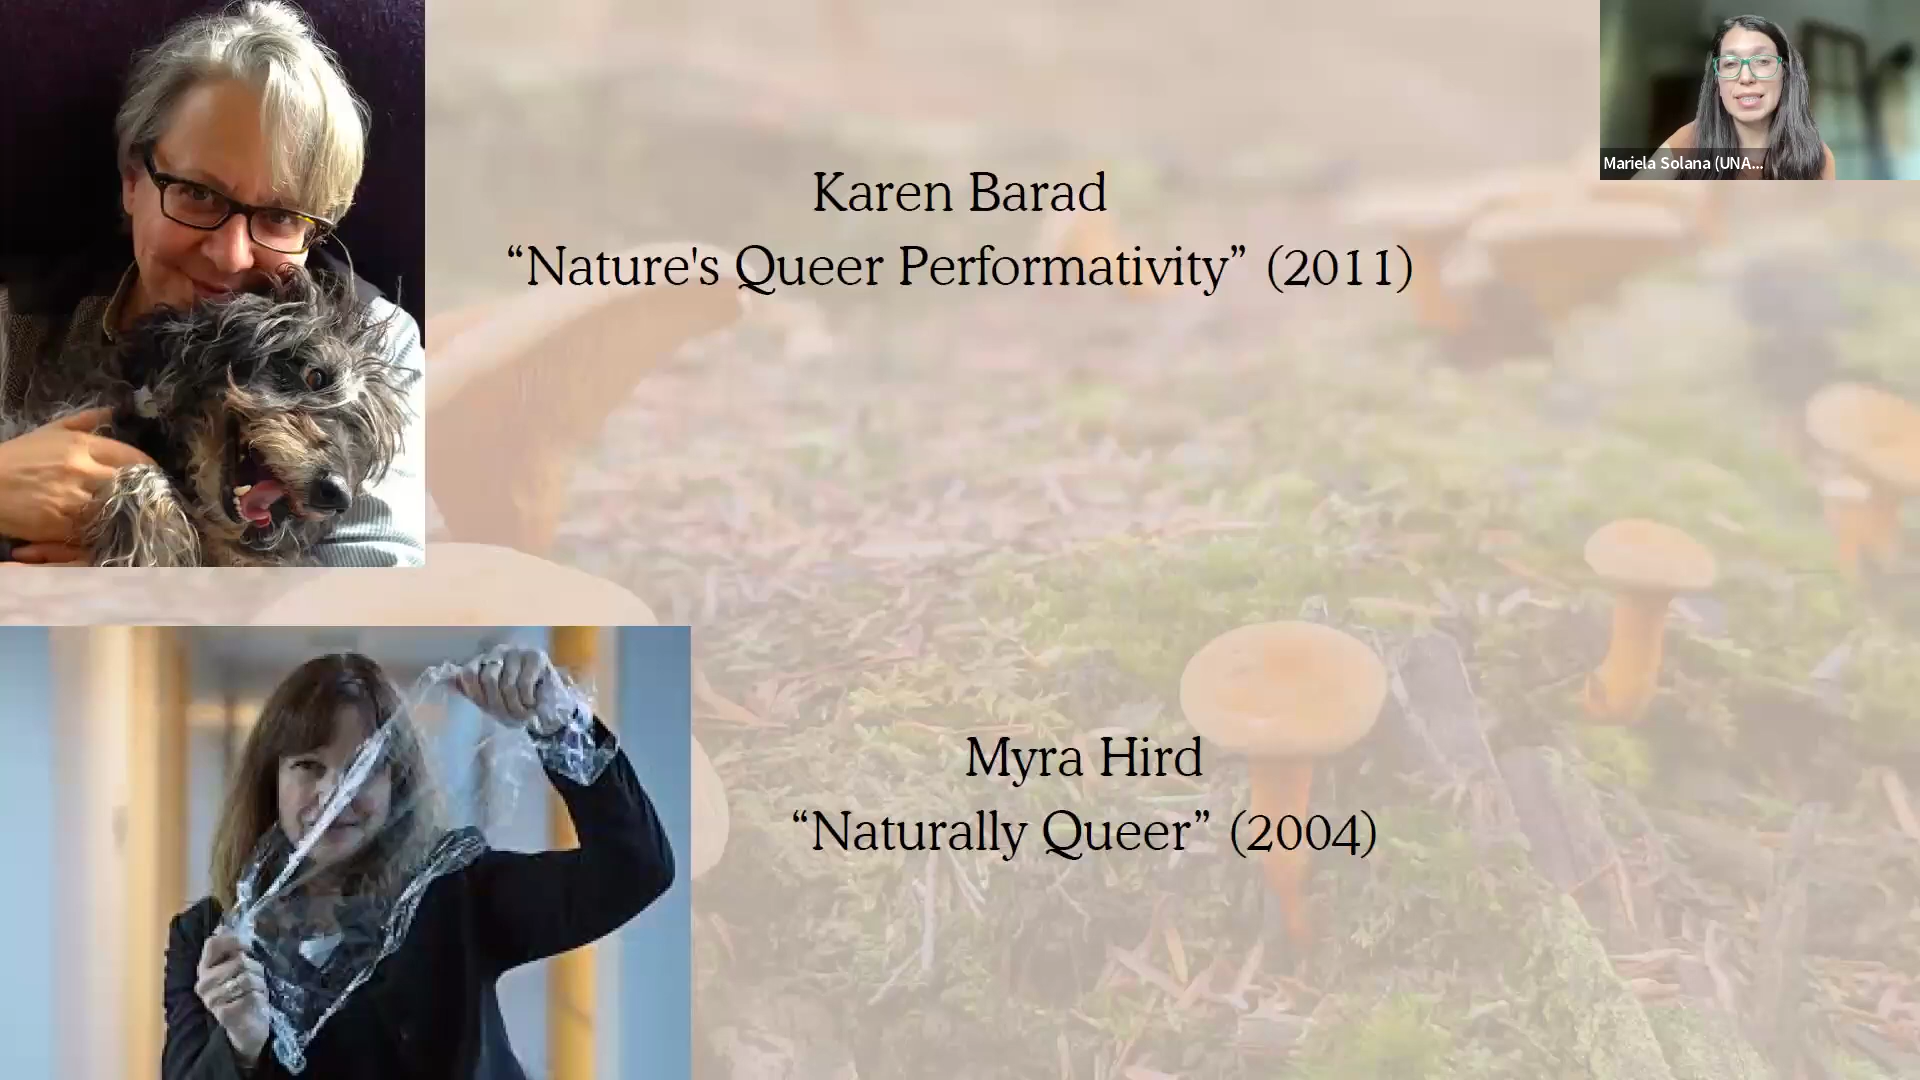 Karen Barad
“Nature's Queer Performativity” (2011)
Mariela Solana (UNA...
Myra Hird
“Naturally Queer” (2004)